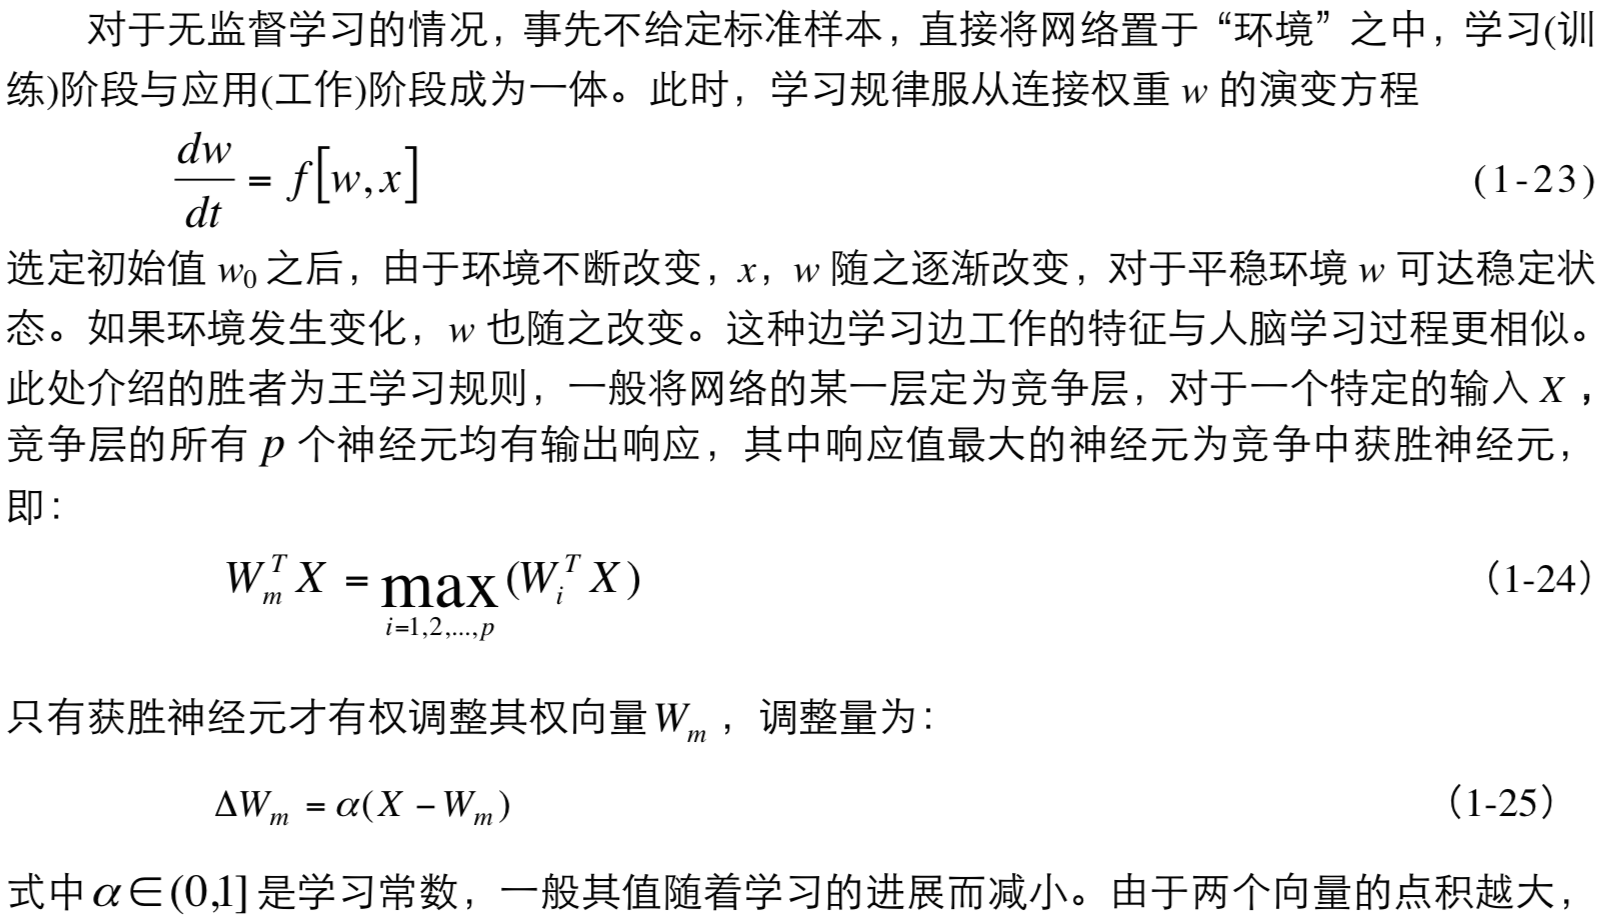 对于无监督学习的情况，事先不给定标准样本，直接将网络置于“环境”之中，学习(训
练)阶段与应用(工作)阶段成为一体。此时，学习规律服从连接权重 w 的演变方程
dw/dt = f[w,x] (1-23)
选定初始值 w₀ 之后，由于环境不断改变，x，w 随之逐渐改变，对于平稳环境 w 可达稳定状
态。如果环境发生变化，w 也随之改变。这种边学习边工作的特征与人脑学习过程更相似。
此处介绍的胜者为王学习规则，一般将网络的某一层定为竞争层，对于一个特定的输入 X，
竞争层的所有 p 个神经元均有输出响应，其中响应值最大的神经元为竞争中获胜神经元，
即：
W_m^T X = max_{i=1,2,...,p} (W_i^T X) （1-24）
只有获胜神经元才有权调整其权向量 W_m ，调整量为：
ΔW_m = α(X − W_m) （1-25）
式中 α∈(0,1] 是学习常数，一般其值随着学习的进展而减小。由于两个向量的点积越大，